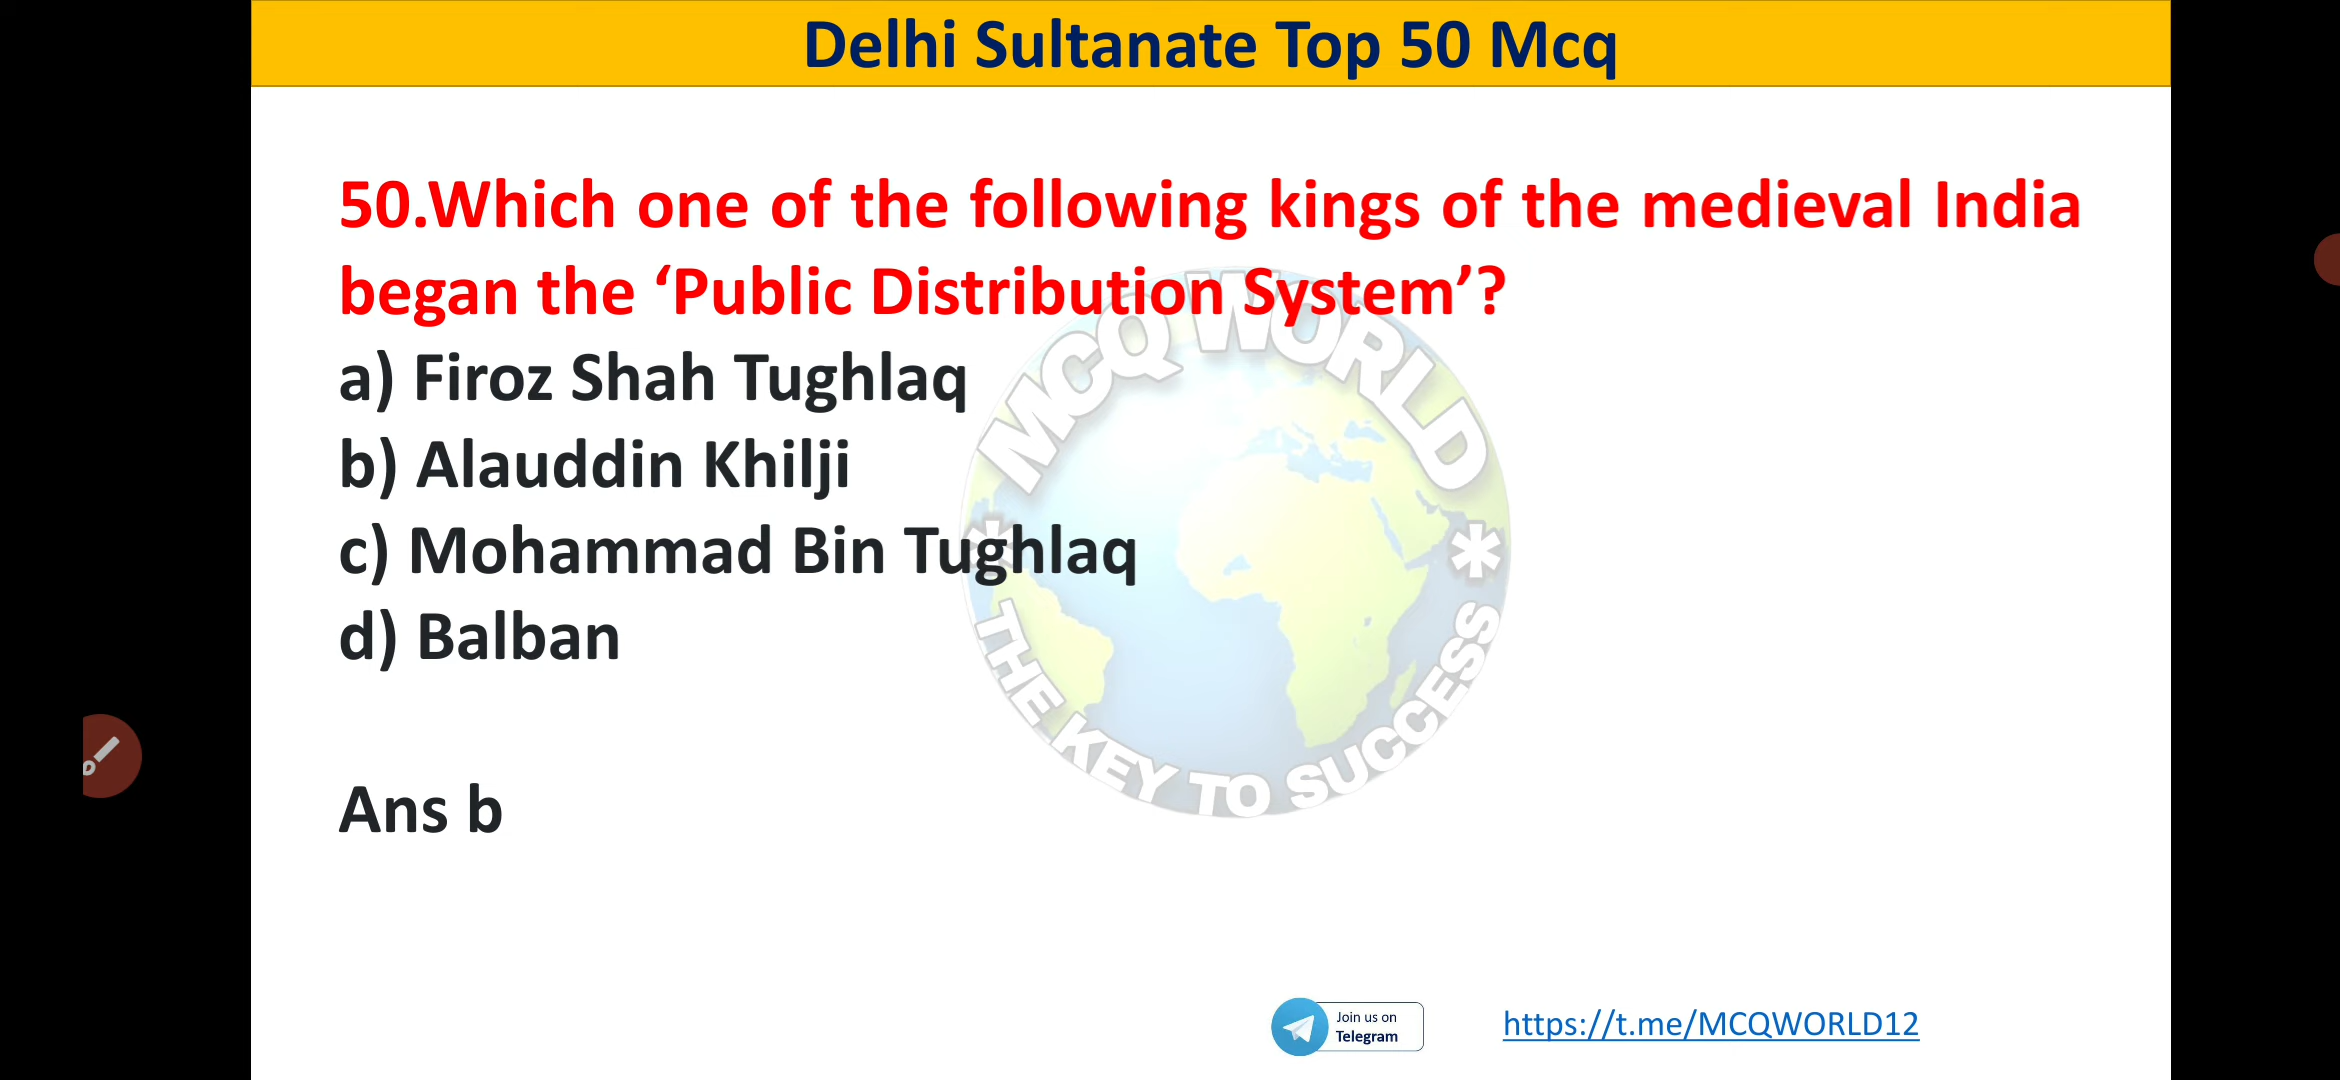 Delhi Sultanate Top 50 Mcq
50.Which one of the following kings of the medieval India
began the ‘Public Distribution System’?
a) Firoz Shah Tughlaq
b) Alauddin Khilji
c) Mohammad Bin Tughlaq
d) Balban
Ans b
MCQ WORLD
* THE KEY TO SUCCESS *
Join us on
Telegram
https://t.me/MCQWORLD12